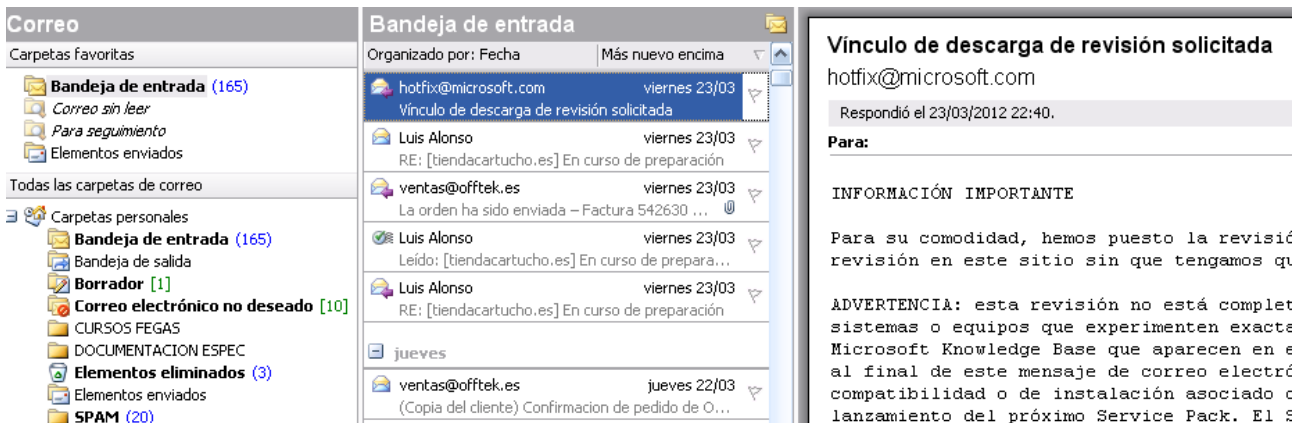 Correo
Carpetas favoritas
Bandeja de entrada (165)
Correo sin leer
Para seguimiento
Elementos enviados
Todas las carpetas de correo
Carpetas personales
Bandeja de entrada (165)
Bandeja de salida
Borrador [1]
Correo electrónico no deseado [10]
CURSOS FEGAS
DOCUMENTACION ESPEC
Elementos eliminados (3)
Elementos enviados
SPAM (20)
Bandeja de entrada
Organizado por: Fecha Más nuevo encima
hotfix@microsoft.com viernes 23/03
Vínculo de descarga de revisión solicitada
Luis Alonso viernes 23/03
RE: [tiendacartucho.es] En curso de preparación
ventas@offtek.es viernes 23/03
La orden ha sido enviada – Factura 542630 ...
Luis Alonso viernes 23/03
Leído: [tiendacartucho.es] En curso de prepara...
Luis Alonso viernes 23/03
RE: [tiendacartucho.es] En curso de preparación
jueves
ventas@offtek.es jueves 22/03
(Copia del cliente) Confirmacion de pedido de O...
Vínculo de descarga de revisión solicitada
hotfix@microsoft.com
Respondió el 23/03/2012 22:40.
Para:
INFORMACIÓN IMPORTANTE
Para su comodidad, hemos puesto la revisió
revisión en este sitio sin que tengamos qu
ADVERTENCIA: esta revisión no está complet
sistemas o equipos que experimenten exacta
Microsoft Knowledge Base que aparecen en e
al final de este mensaje de correo electró
compatibilidad o de instalación asociado c
lanzamiento del próximo Service Pack. El S